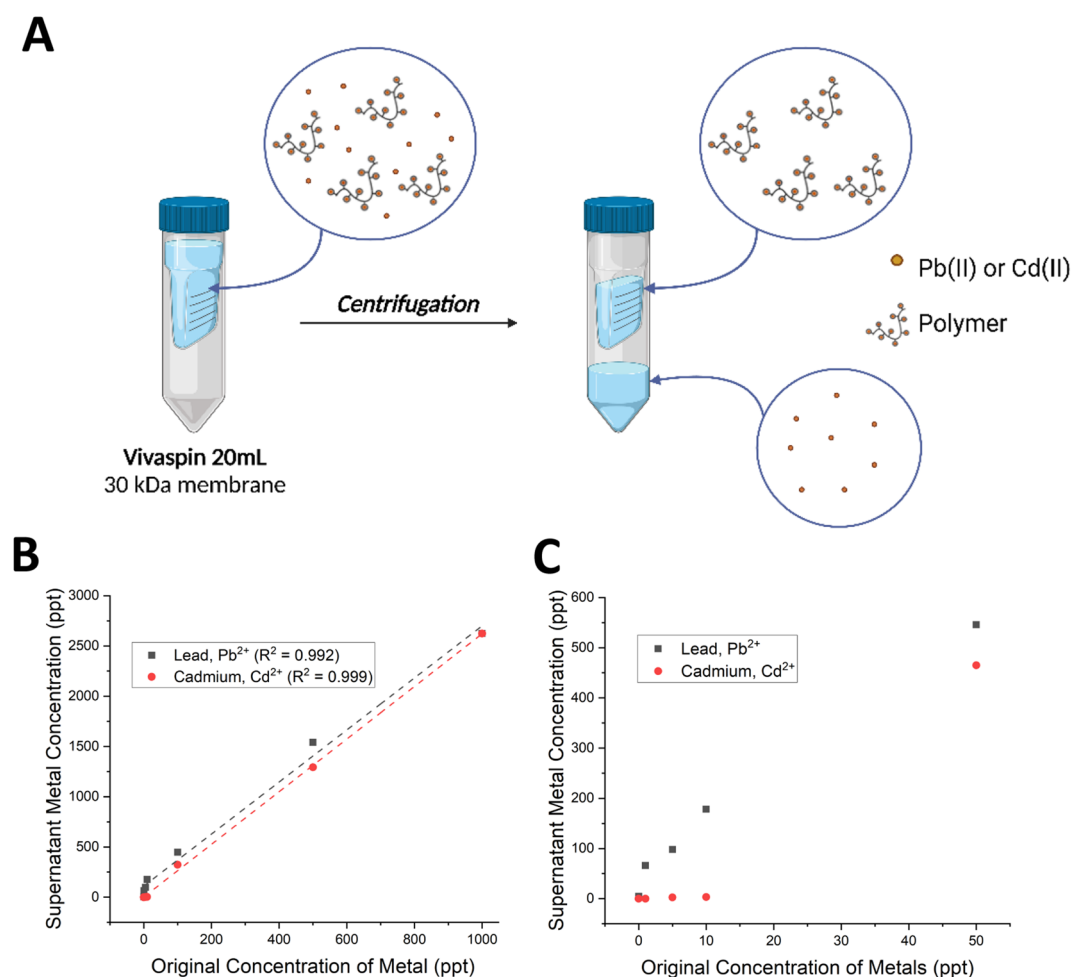 A
Centrifugation
Pb(II) or Cd(II)
Polymer
Vivaspin 20mL
30 kDa membrane
B
Supernatant Metal Concentration (ppt)
3000
2500
2000
1500
1000
500
0
Lead, Pb²⁺ (R² = 0.992)
Cadmium, Cd²⁺ (R² = 0.999)
0 200 400 600 800 1000
Original Concentration of Metal (ppt)
C
Supernatant Metal Concentration (ppt)
600
500
400
300
200
100
0
Lead, Pb²⁺
Cadmium, Cd²⁺
0 10 20 30 40 50
Original Concentration of Metals (ppt)